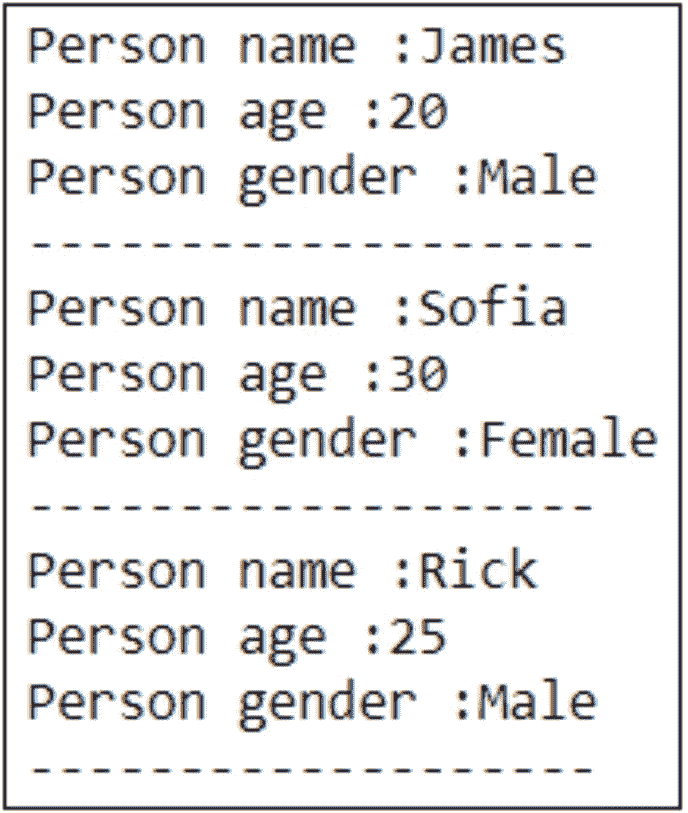 Person name :James
Person age :20
Person gender :Male
-------------------
Person name :Sofia
Person age :30
Person gender :Female
-------------------
Person name :Rick
Person age :25
Person gender :Male
-------------------